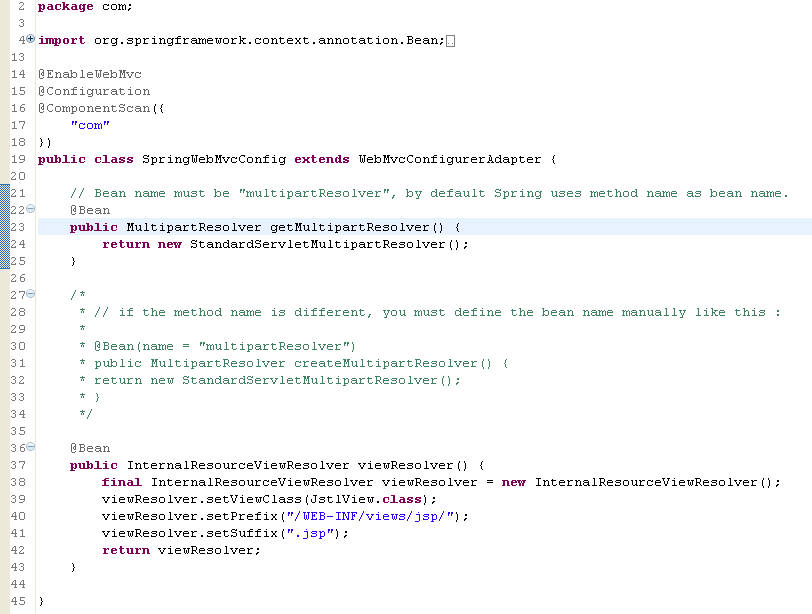 2 package com;
3
4 import org.springframework.context.annotation.Bean;
13
14 @EnableWebMvc
15 @Configuration
16 @ComponentScan({
17     "com"
18 })
19 public class SpringWebMvcConfig extends WebMvcConfigurerAdapter {
20
21     // Bean name must be "multipartResolver", by default Spring uses method name as bean name.
22     @Bean
23     public MultipartResolver getMultipartResolver() {
24         return new StandardServletMultipartResolver();
25     }
26
27     /*
28      * // if the method name is different, you must define the bean name manually like this :
29      *
30      * @Bean(name = "multipartResolver")
31      * public MultipartResolver createMultipartResolver() {
32      * return new StandardServletMultipartResolver();
33      * }
34      */
35
36     @Bean
37     public InternalResourceViewResolver viewResolver() {
38         final InternalResourceViewResolver viewResolver = new InternalResourceViewResolver();
39         viewResolver.setViewClass(JstlView.class);
40         viewResolver.setPrefix("/WEB-INF/views/jsp/");
41         viewResolver.setSuffix(".jsp");
42         return viewResolver;
43     }
44
45 }